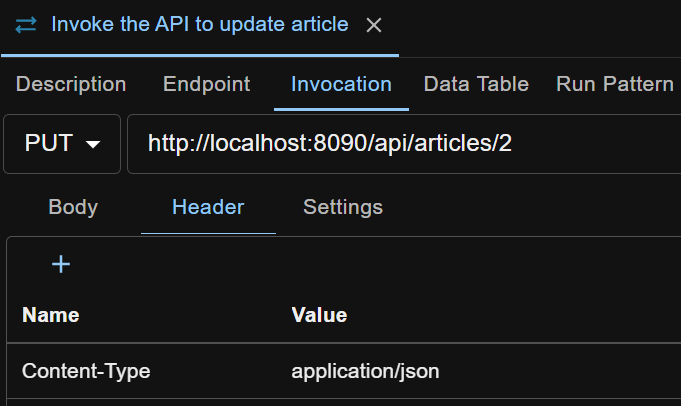 Invoke the API to update article
Description Endpoint Invocation Data Table Run Pattern
PUT http://localhost:8090/api/articles/2
Body Header Settings
+
Name Value
Content-Type application/json